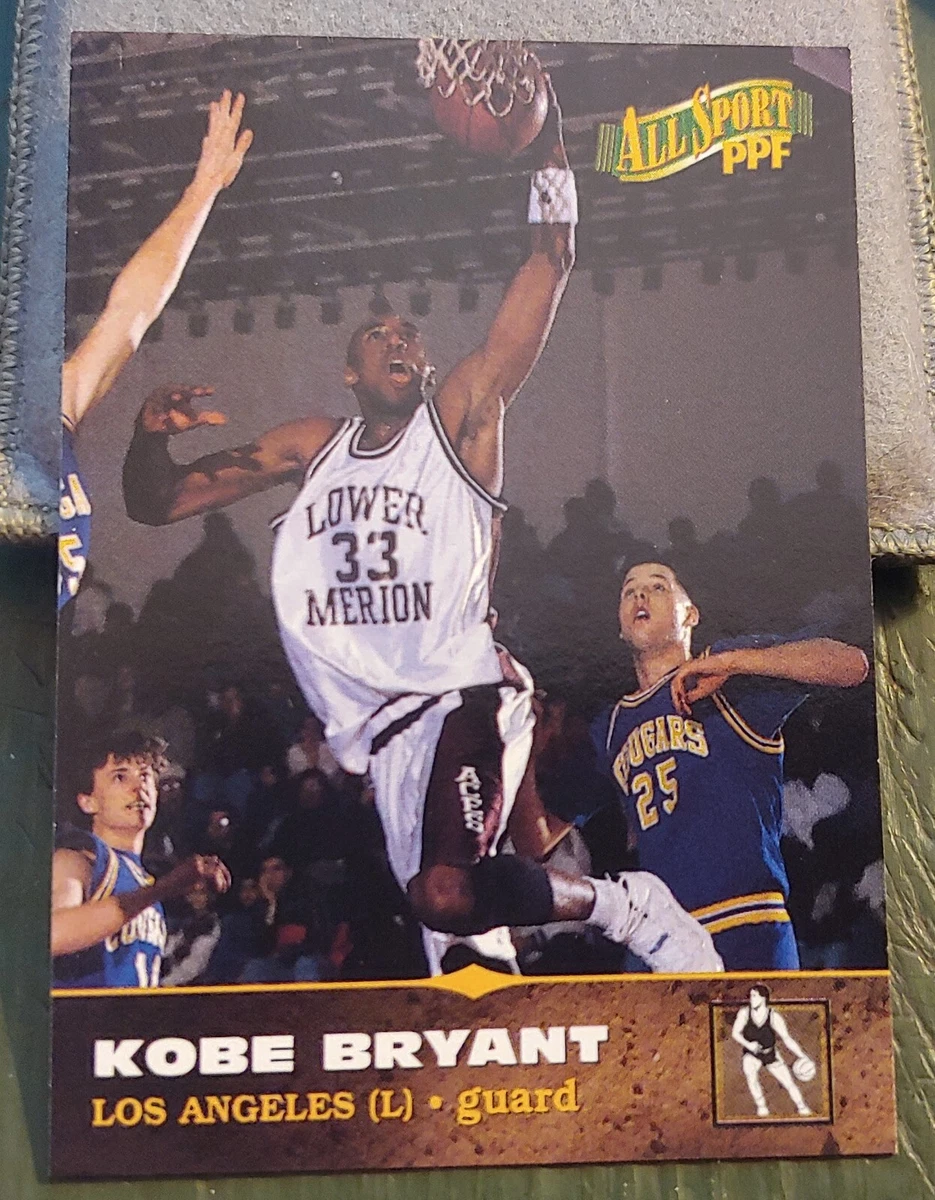 ALL SPORT
PPF
LOWER
33
MERION
ACES
COUGARS
25
KOBE BRYANT
LOS ANGELES (L) • guard